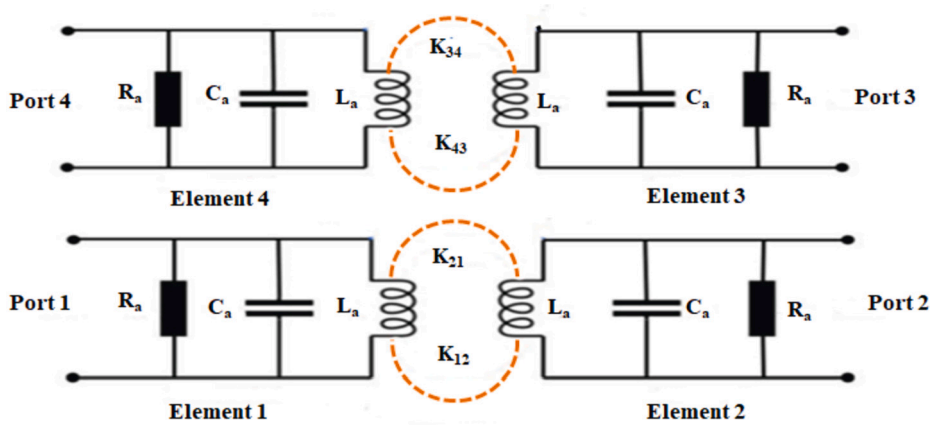 K34
Port 4 Ra Ca La La Ca Ra Port 3
K43
Element 4 Element 3
K21
Port 1 Ra Ca La La Ca Ra Port 2
K12
Element 1 Element 2